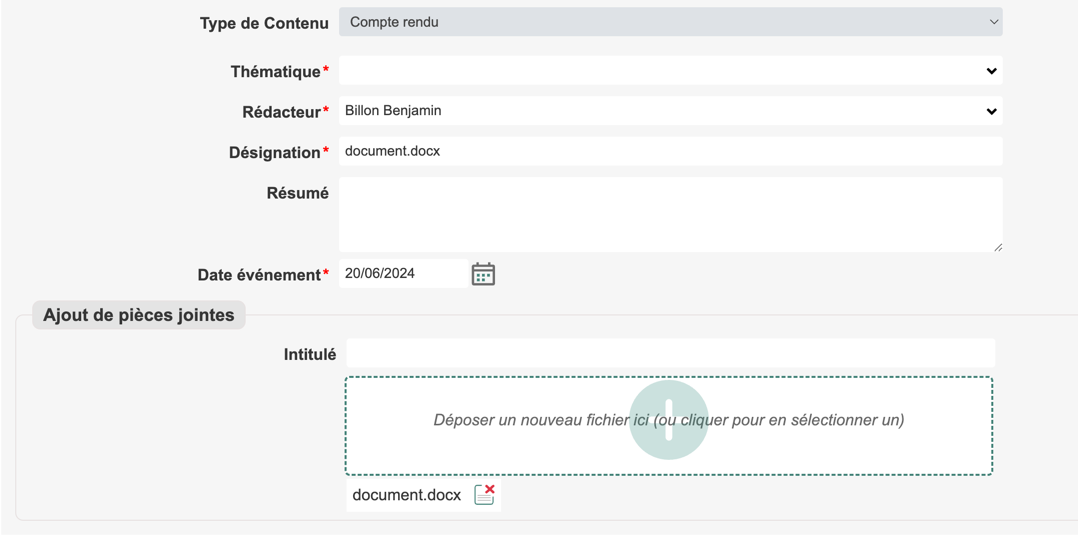 Type de Contenu Compte rendu
Thématique*
Rédacteur* Billon Benjamin
Désignation* document.docx
Résumé
Date événement* 20/06/2024
Ajout de pièces jointes
Intitulé
Déposer un nouveau fichier ici (ou cliquer pour en sélectionner un)
document.docx